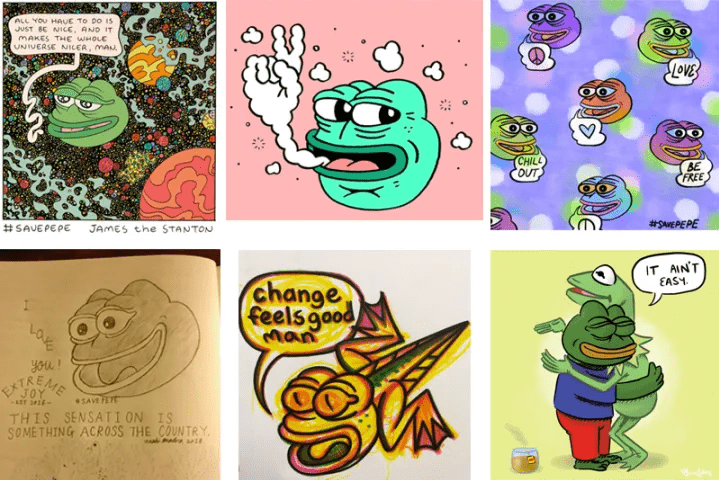 ALL YOU HAVE TO DO IS
JUST BE NICE, AND IT
MAKES THE WHOLE
UNIVERSE NICER, MAN.
#SAVEPEPE JAMES the STANTON
LOVE
CHILL
OUT
BE
FREE
#SAVEPEPE
I
LOVE
you!
EXTREME
JOY
#SAVEPEPE
THIS SENSATION IS
SOMETHING ACROSS THE COUNTRY.
change
feels good
man
IT AIN'T
EASY.